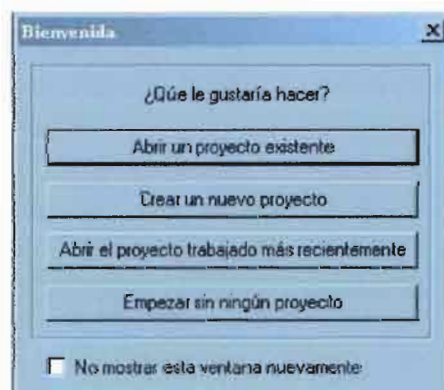 Bienvenida
¿Qúe le gustaría hacer?
Abrir un proyecto existente
Crear un nuevo proyecto
Abrir el proyecto trabajado más recientemente
Empezar sin ningún proyecto
No mostrar esta ventana nuevamente